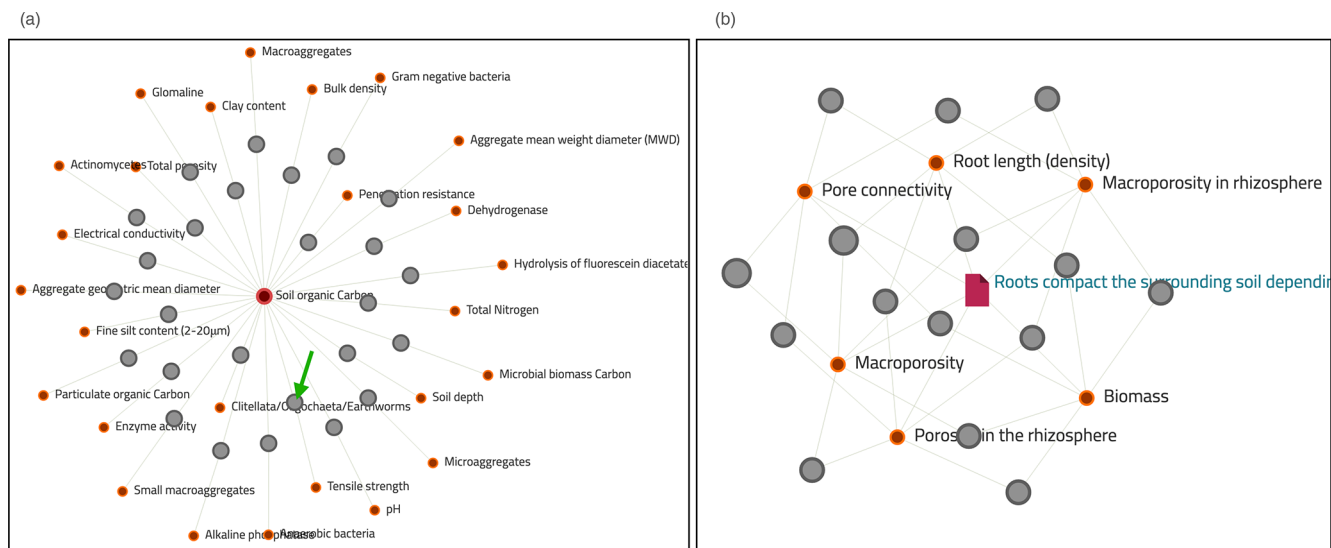 (a)
(b)
Macroaggregates
Gram negative bacteria
Glomaline
Bulk density
Clay content
Aggregate mean weight diameter (MWD)
Actinomycetes
Total porosity
Penetration resistance
Dehydrogenase
Electrical conductivity
Hydrolysis of fluorescein diacetate
Aggregate geometric mean diameter
Soil organic Carbon
Total Nitrogen
Fine silt content (2–20µm)
Microbial biomass Carbon
Particulate organic Carbon
Soil depth
Clitellata/Oligochaeta/Earthworms
Enzyme activity
Microaggregates
Small macroaggregates
Tensile strength
pH
Alkaline phosphatase
Anaerobic bacteria
Root length (density)
Pore connectivity
Macroporosity in rhizosphere
Roots compact the surrounding soil dependin
Macroporosity
Biomass
Porosity in the rhizosphere